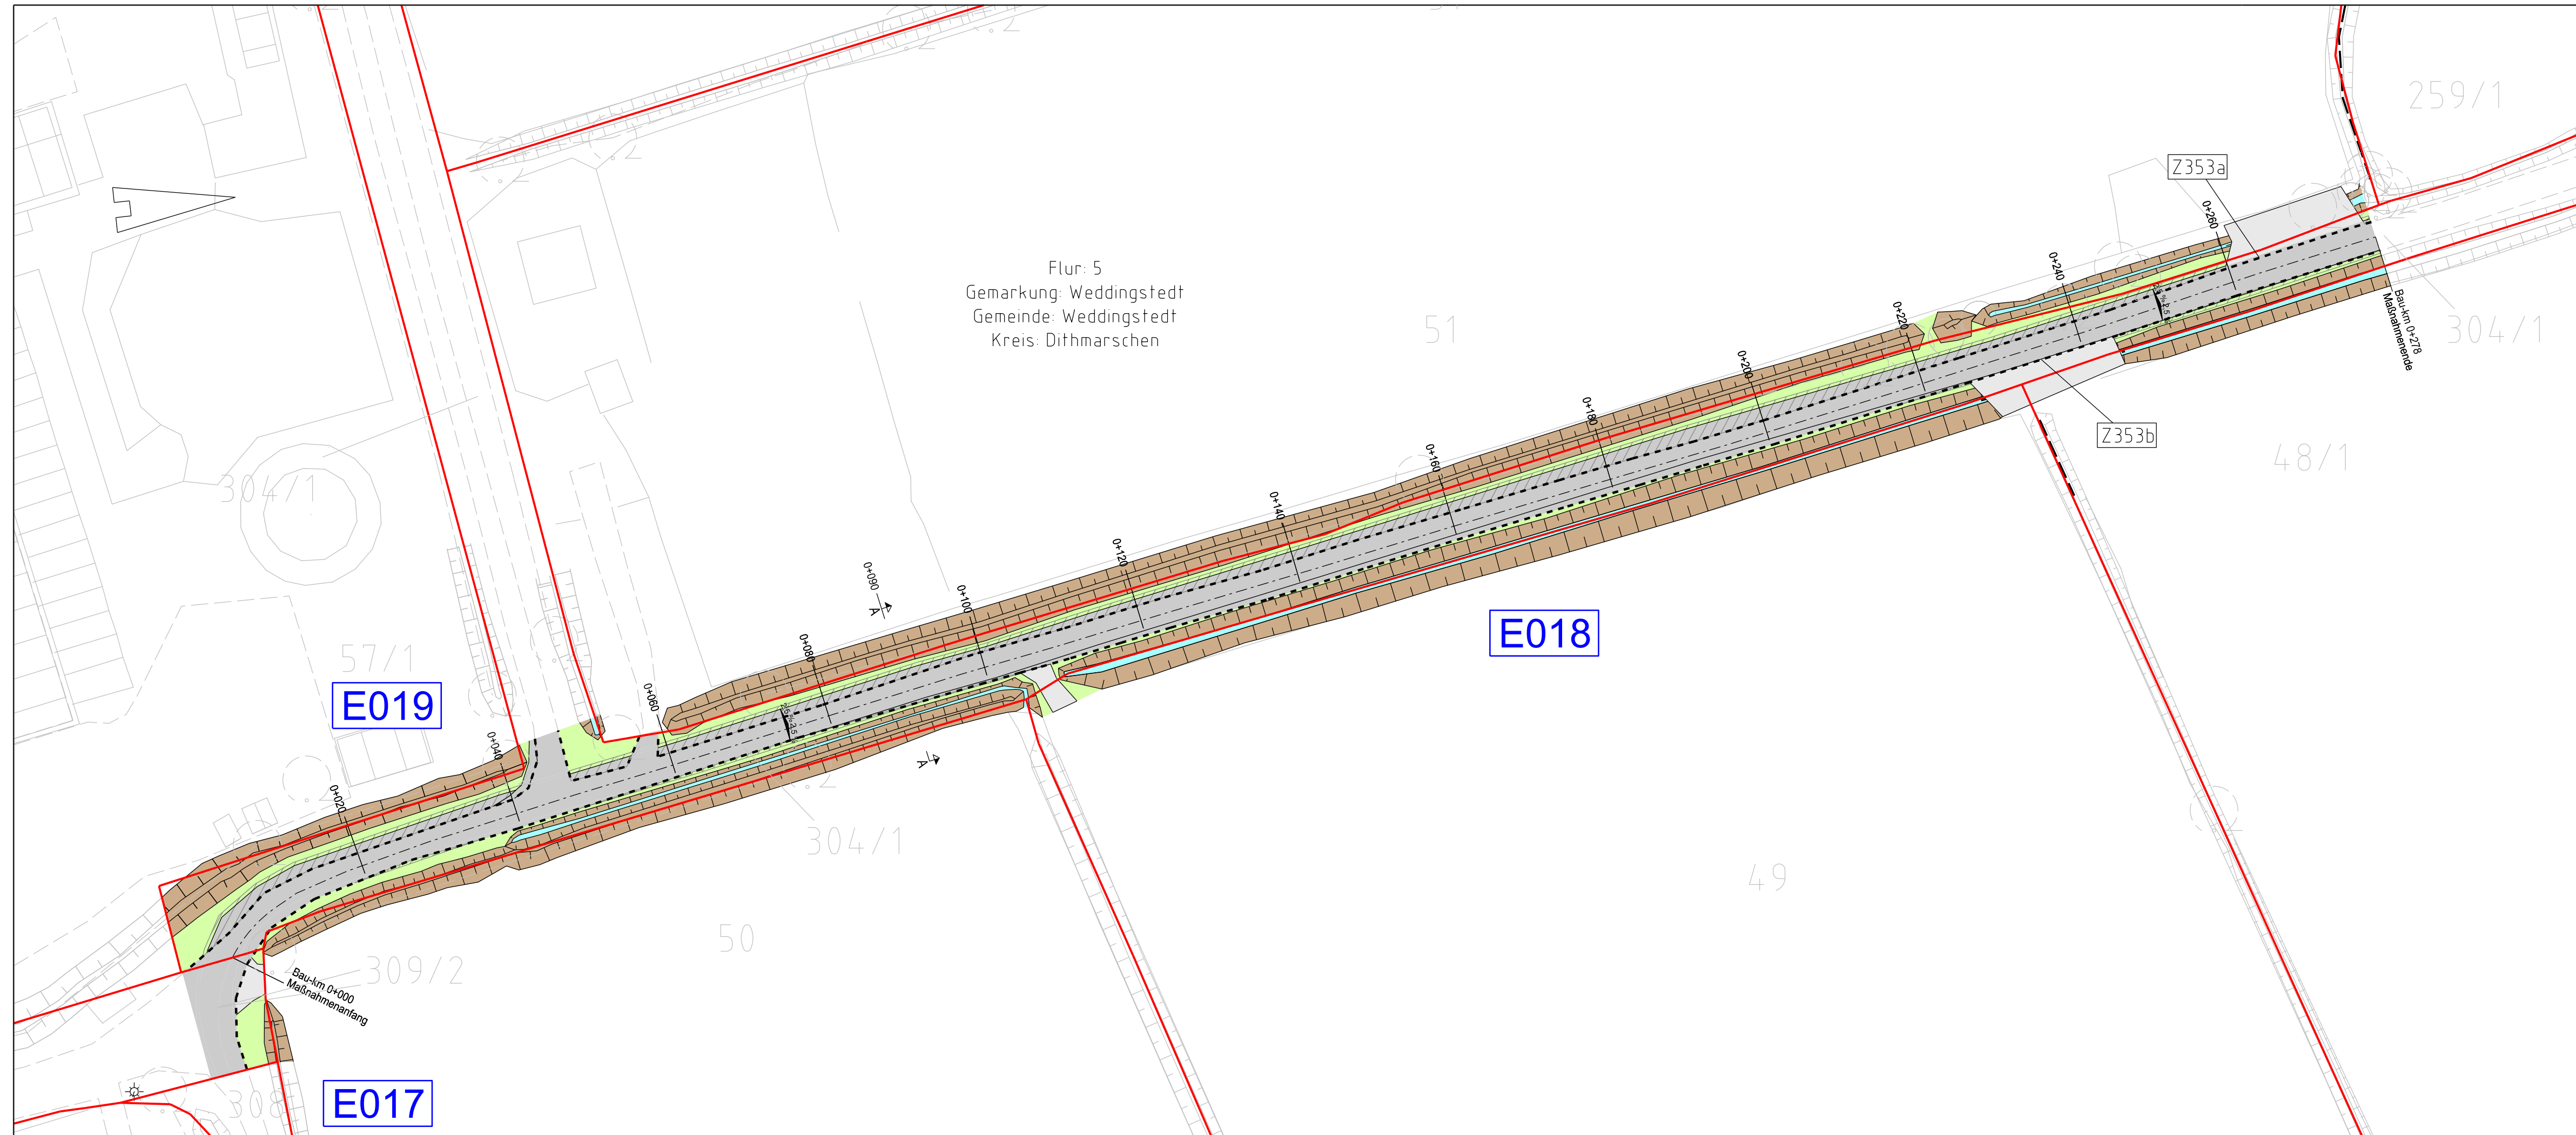 259/1
Z353a
Flur: 5
Gemarkung: Weddingstedt
Gemeinde: Weddingstedt
Kreis: Dithmarschen
51
304/1
Bau-km 0+278
Maßnahmenende
0+260
0+240
0+220
0+200
0+180
0+160
0+140
0+120
0+100
0+090
A
0+080
0+060
0+040
0+020
Z353b
48/1
304/1
57/1
E019
E018
A
304/1
49
50
309/2
Bau-km 0+000
Maßnahmenanfang
308
E017